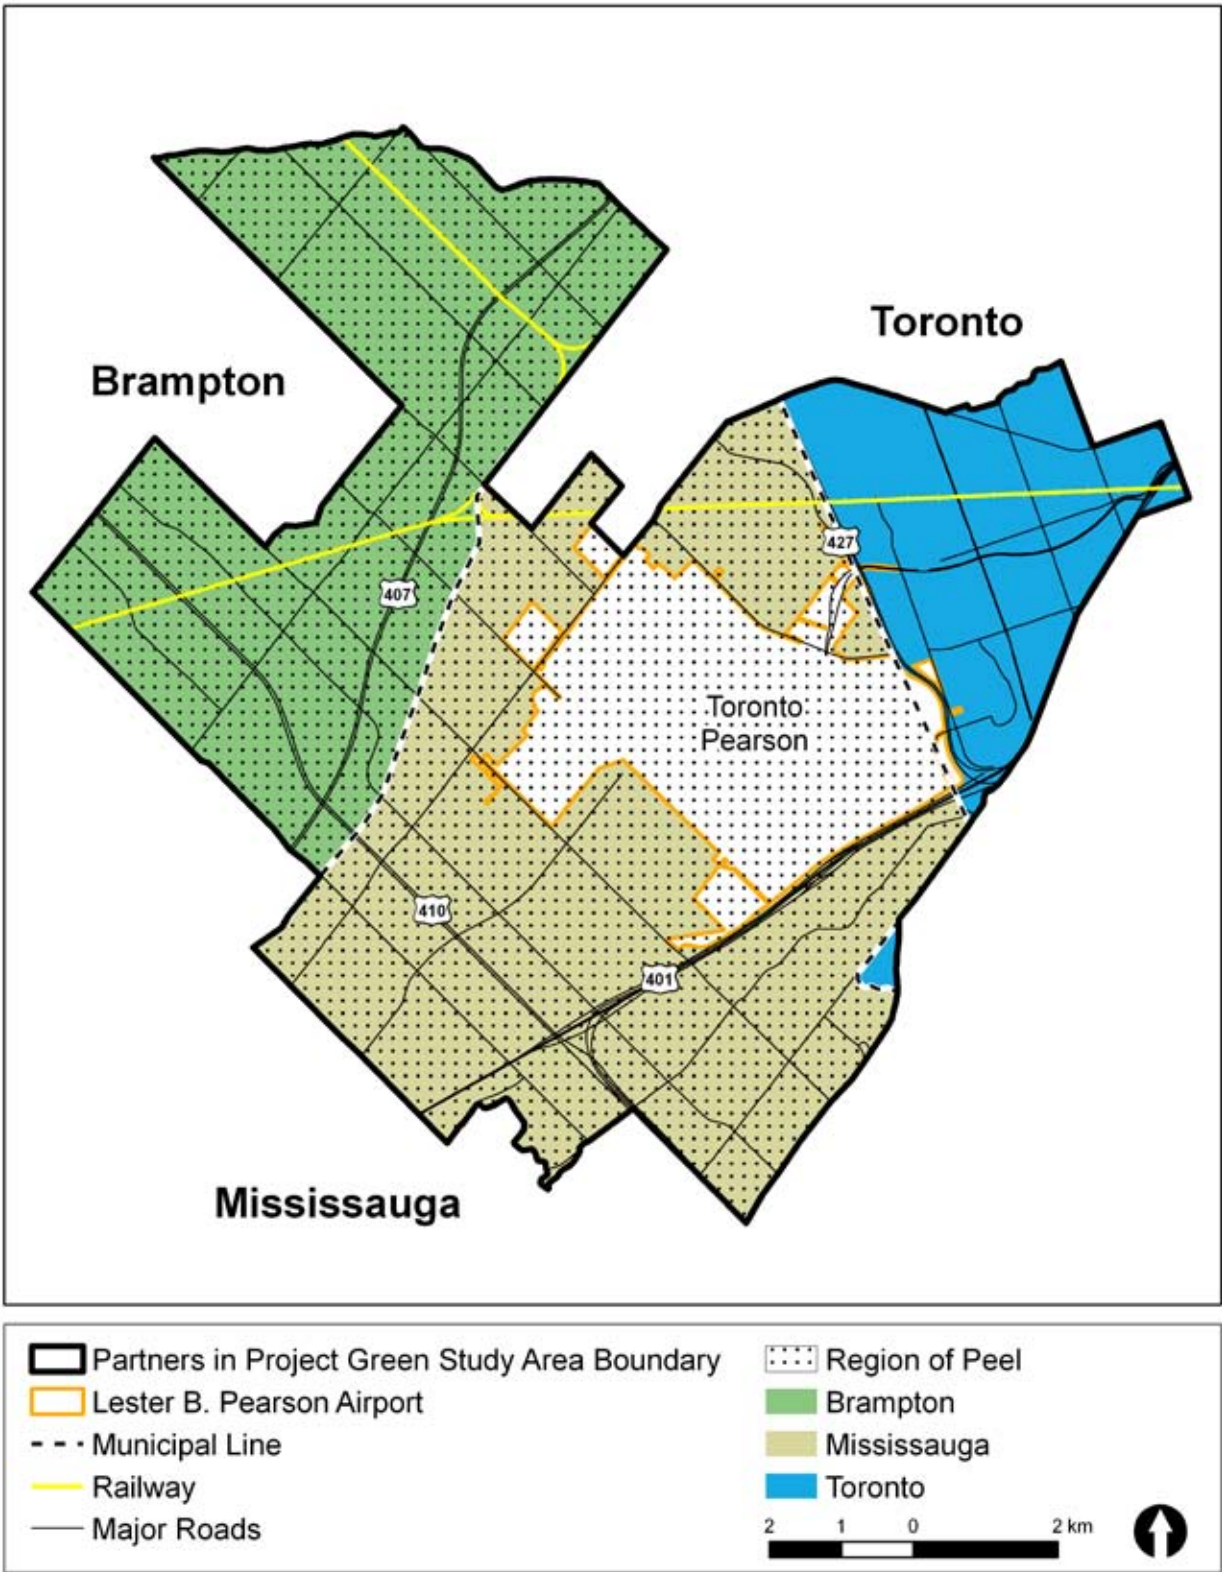 Toronto
Brampton
427
407
Toronto
Pearson
410
401
Mississauga
Partners in Project Green Study Area Boundary
Lester B. Pearson Airport
Municipal Line
Railway
Major Roads
Region of Peel
Brampton
Mississauga
Toronto
2 1 0 2 km